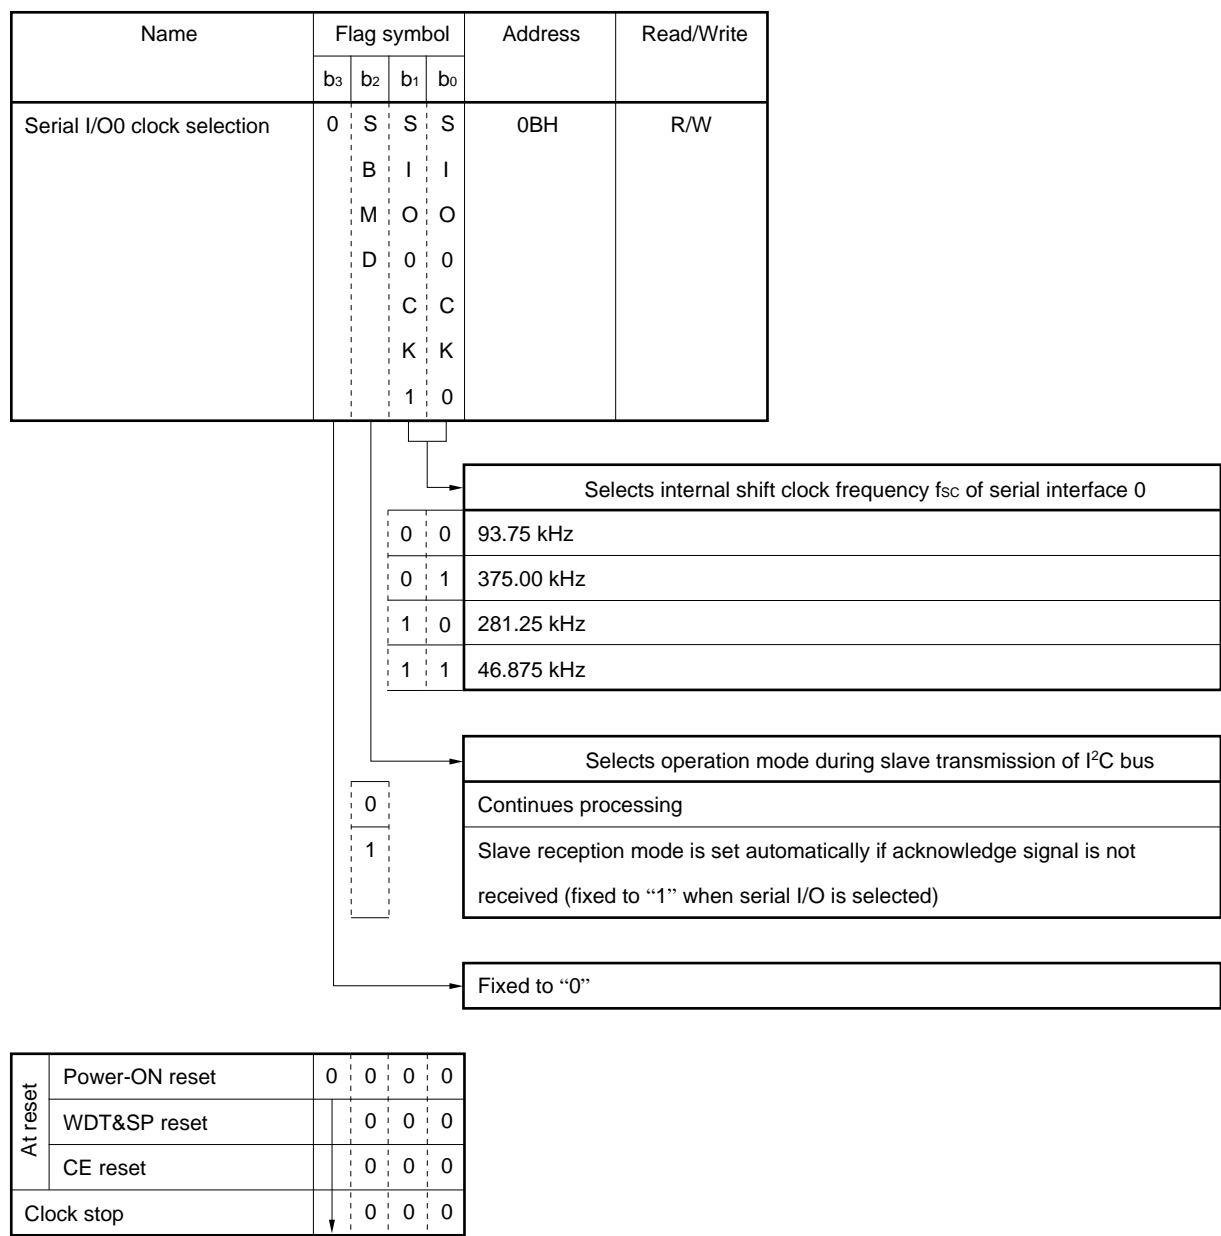 Name Flag symbol Address Read/Write
b3 b2 b1 b0
Serial I/O0 clock selection 0 S S S 0BH R/W
B I I
M O O
D 0 0
C C
K K
1 0
Selects internal shift clock frequency fSC of serial interface 0
0 0 93.75 kHz
0 1 375.00 kHz
1 0 281.25 kHz
1 1 46.875 kHz
Selects operation mode during slave transmission of I²C bus
0 Continues processing
1 Slave reception mode is set automatically if acknowledge signal is not
received (fixed to “1” when serial I/O is selected)
Fixed to “0”
At reset
Power-ON reset 0 0 0 0
WDT&SP reset 0 0 0
CE reset 0 0 0
Clock stop 0 0 0